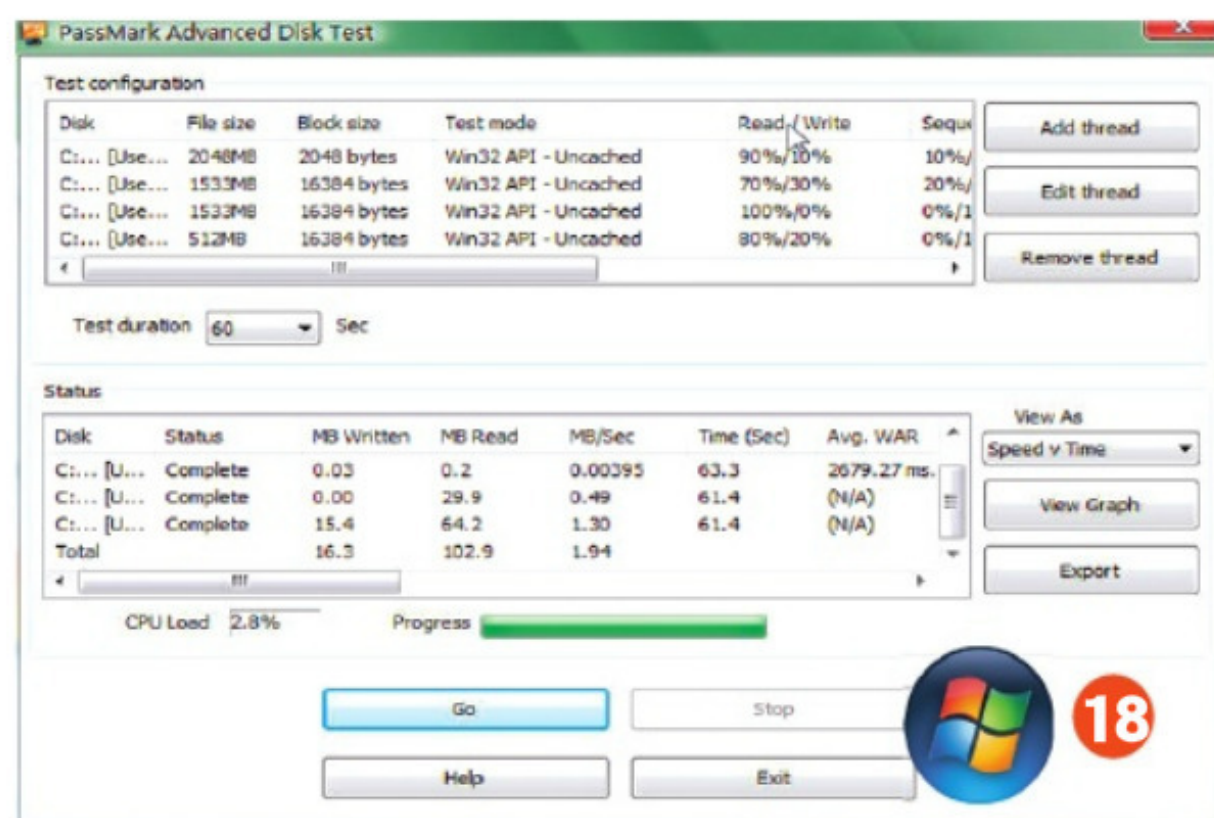 PassMark Advanced Disk Test
Test configuration
Disk File size Block size Test mode Read / Write Seque
C:... [Use... 2048MB 2048 bytes Win32 API - Uncached 90%/10% 10%/
C:... [Use... 1533MB 16384 bytes Win32 API - Uncached 70%/30% 20%/
C:... [Use... 1533MB 16384 bytes Win32 API - Uncached 100%/0% 0%/1
C:... [Use... 512MB 16384 bytes Win32 API - Uncached 80%/20% 0%/1
Add thread
Edit thread
Remove thread
Test duration 60 Sec
Status
Disk Status MB Written MB Read MB/Sec Time (Sec) Avg. WAR
C:... [U... Complete 0.03 0.2 0.00395 63.3 2679.27 ms.
C:... [U... Complete 0.00 29.9 0.49 61.4 (N/A)
C:... [U... Complete 15.4 64.2 1.30 61.4 (N/A)
Total 16.3 102.9 1.94
View As
Speed v Time
View Graph
Export
CPU Load 2.8% Progress
Go Stop
Help Exit
18